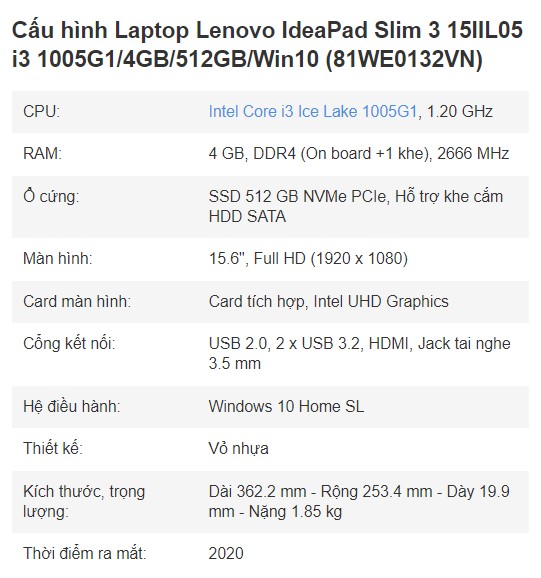 Cấu hình Laptop Lenovo IdeaPad Slim 3 15IIL05
i3 1005G1/4GB/512GB/Win10 (81WE0132VN)
CPU: Intel Core i3 Ice Lake 1005G1, 1.20 GHz
RAM: 4 GB, DDR4 (On board +1 khe), 2666 MHz
Ổ cứng: SSD 512 GB NVMe PCIe, Hỗ trợ khe cắm
HDD SATA
Màn hình: 15.6", Full HD (1920 x 1080)
Card màn hình: Card tích hợp, Intel UHD Graphics
Cổng kết nối: USB 2.0, 2 x USB 3.2, HDMI, Jack tai nghe
3.5 mm
Hệ điều hành: Windows 10 Home SL
Thiết kế: Vỏ nhựa
Kích thước, trọng Dài 362.2 mm - Rộng 253.4 mm - Dày 19.9
lượng: mm - Nặng 1.85 kg
Thời điểm ra mắt: 2020